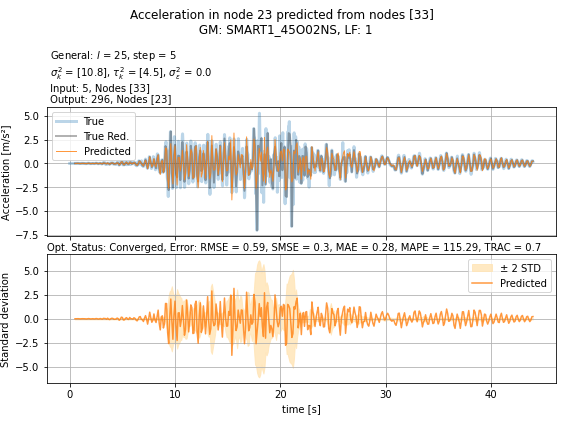 Acceleration in node 23 predicted from nodes [33]
GM: SMART1_45O02NS, LF: 1
General: l = 25, step = 5
σ²ₖ = [10.8], τ²ₖ = [4.5], σ²ε = 0.0
Input: 5, Nodes [33]
Output: 296, Nodes [23]
Acceleration [m/s²]
5.0
2.5
0.0
−2.5
−5.0
−7.5
True
True Red.
Predicted
Opt. Status: Converged, Error: RMSE = 0.59, SMSE = 0.3, MAE = 0.28, MAPE = 115.29, TRAC = 0.7
Standard deviation
5.0
2.5
0.0
−2.5
−5.0
± 2 STD
Predicted
0 10 20 30 40
time [s]